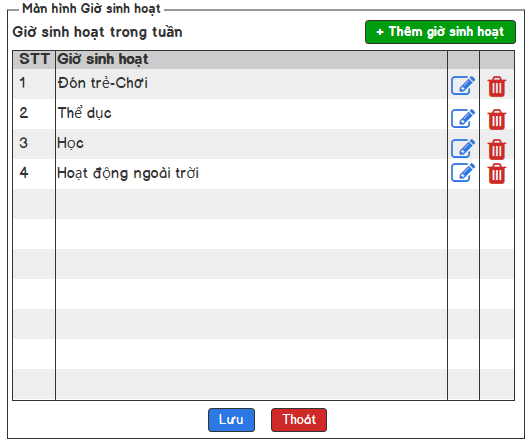 Màn hình Giờ sinh hoạt
Giờ sinh hoạt trong tuần
+ Thêm giờ sinh hoạt
STT Giờ sinh hoạt
1 Đón trẻ-Chơi
2 Thể dục
3 Học
4 Hoạt động ngoài trời
Lưu Thoát